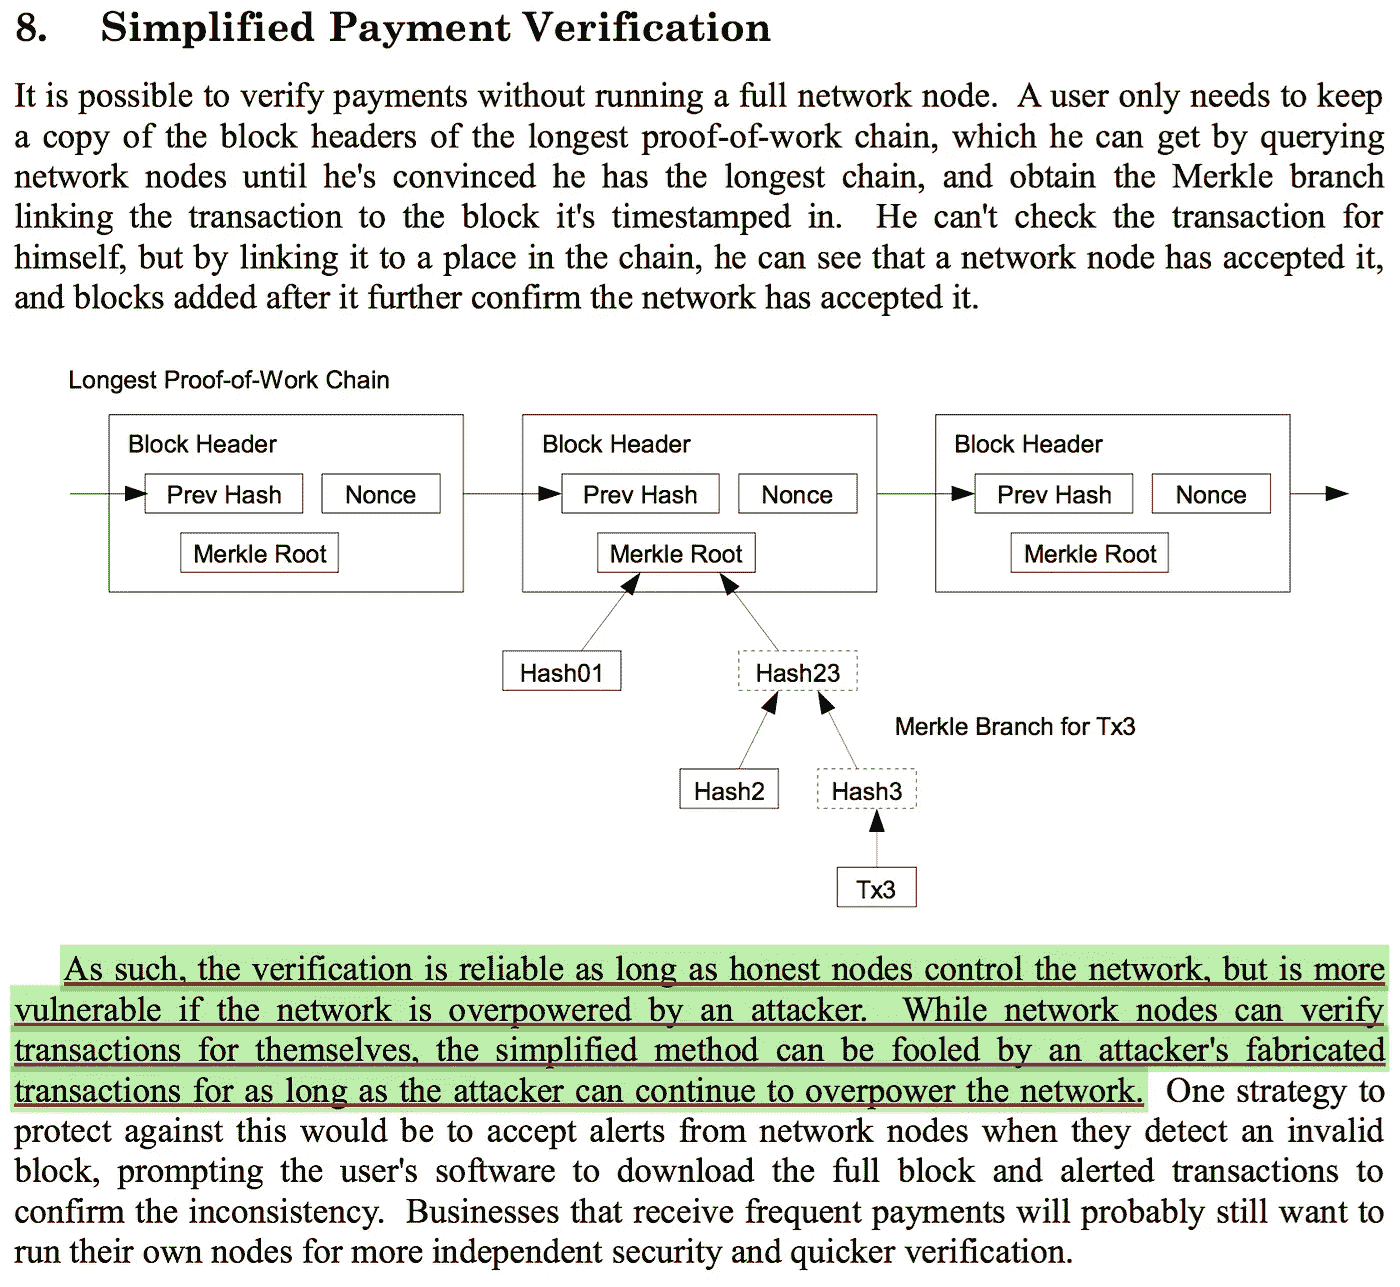 8. Simplified Payment Verification
It is possible to verify payments without running a full network node. A user only needs to keep
a copy of the block headers of the longest proof-of-work chain, which he can get by querying
network nodes until he's convinced he has the longest chain, and obtain the Merkle branch
linking the transaction to the block it's timestamped in. He can't check the transaction for
himself, but by linking it to a place in the chain, he can see that a network node has accepted it,
and blocks added after it further confirm the network has accepted it.
Longest Proof-of-Work Chain
Block Header Block Header Block Header
Prev Hash Nonce Prev Hash Nonce Prev Hash Nonce
Merkle Root Merkle Root Merkle Root
Hash01 Hash23
Merkle Branch for Tx3
Hash2 Hash3
Tx3
As such, the verification is reliable as long as honest nodes control the network, but is more
vulnerable if the network is overpowered by an attacker. While network nodes can verify
transactions for themselves, the simplified method can be fooled by an attacker's fabricated
transactions for as long as the attacker can continue to overpower the network. One strategy to
protect against this would be to accept alerts from network nodes when they detect an invalid
block, prompting the user's software to download the full block and alerted transactions to
confirm the inconsistency. Businesses that receive frequent payments will probably still want to
run their own nodes for more independent security and quicker verification.